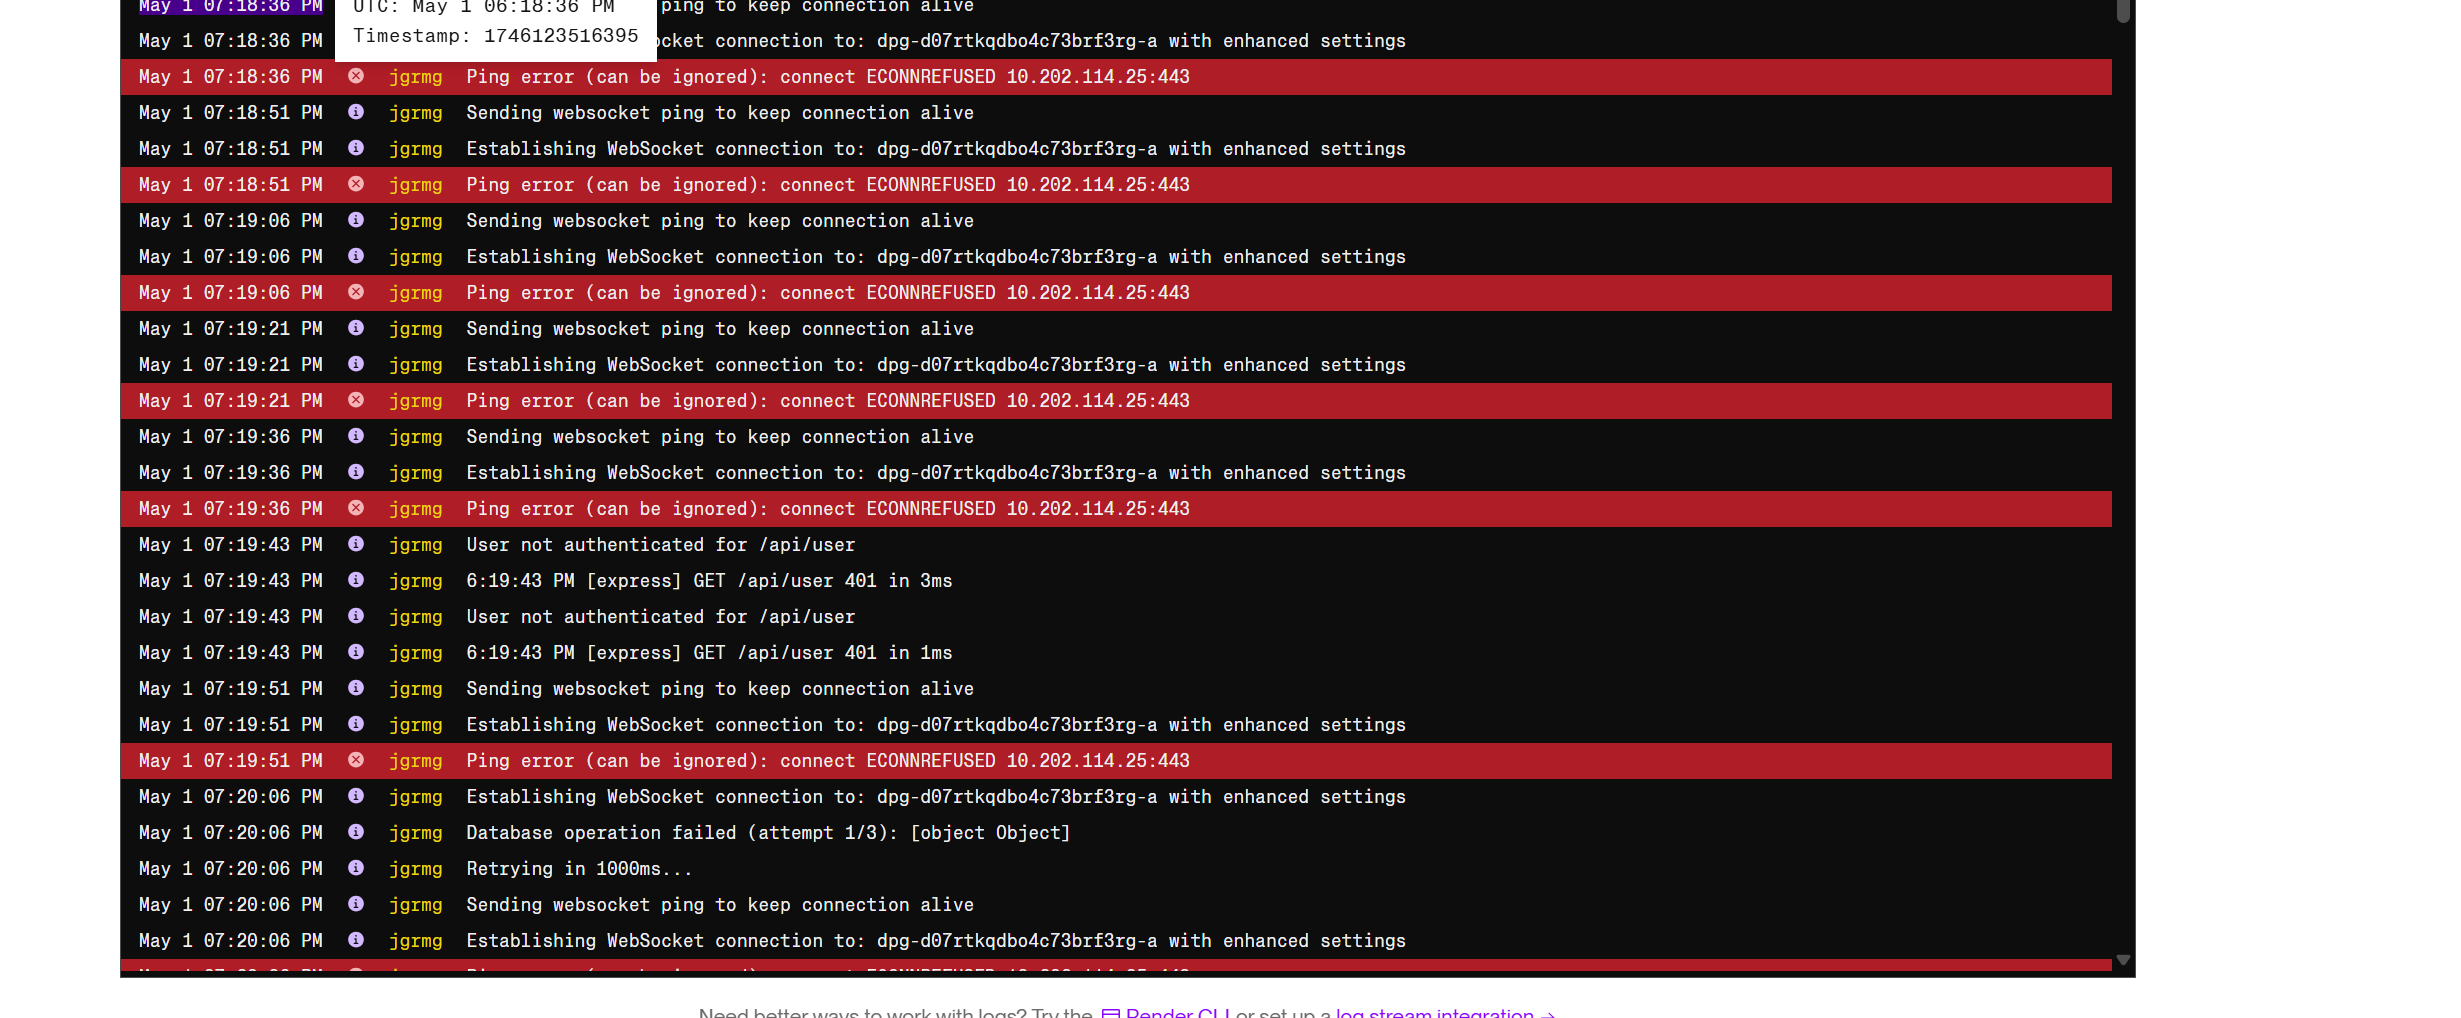 May 1 07:18:36 PM UTC: May 1 06:18:36 PM ping to keep connection alive
Timestamp: 1746123516395
May 1 07:18:36 PM ocket connection to: dpg-d07rtkqdbo4c73brf3rg-a with enhanced settings
May 1 07:18:36 PM jgrmg Ping error (can be ignored): connect ECONNREFUSED 10.202.114.25:443
May 1 07:18:51 PM jgrmg Sending websocket ping to keep connection alive
May 1 07:18:51 PM jgrmg Establishing WebSocket connection to: dpg-d07rtkqdbo4c73brf3rg-a with enhanced settings
May 1 07:18:51 PM jgrmg Ping error (can be ignored): connect ECONNREFUSED 10.202.114.25:443
May 1 07:19:06 PM jgrmg Sending websocket ping to keep connection alive
May 1 07:19:06 PM jgrmg Establishing WebSocket connection to: dpg-d07rtkqdbo4c73brf3rg-a with enhanced settings
May 1 07:19:06 PM jgrmg Ping error (can be ignored): connect ECONNREFUSED 10.202.114.25:443
May 1 07:19:21 PM jgrmg Sending websocket ping to keep connection alive
May 1 07:19:21 PM jgrmg Establishing WebSocket connection to: dpg-d07rtkqdbo4c73brf3rg-a with enhanced settings
May 1 07:19:21 PM jgrmg Ping error (can be ignored): connect ECONNREFUSED 10.202.114.25:443
May 1 07:19:36 PM jgrmg Sending websocket ping to keep connection alive
May 1 07:19:36 PM jgrmg Establishing WebSocket connection to: dpg-d07rtkqdbo4c73brf3rg-a with enhanced settings
May 1 07:19:36 PM jgrmg Ping error (can be ignored): connect ECONNREFUSED 10.202.114.25:443
May 1 07:19:43 PM jgrmg User not authenticated for /api/user
May 1 07:19:43 PM jgrmg 6:19:43 PM [express] GET /api/user 401 in 3ms
May 1 07:19:43 PM jgrmg User not authenticated for /api/user
May 1 07:19:43 PM jgrmg 6:19:43 PM [express] GET /api/user 401 in 1ms
May 1 07:19:51 PM jgrmg Sending websocket ping to keep connection alive
May 1 07:19:51 PM jgrmg Establishing WebSocket connection to: dpg-d07rtkqdbo4c73brf3rg-a with enhanced settings
May 1 07:19:51 PM jgrmg Ping error (can be ignored): connect ECONNREFUSED 10.202.114.25:443
May 1 07:20:06 PM jgrmg Establishing WebSocket connection to: dpg-d07rtkqdbo4c73brf3rg-a with enhanced settings
May 1 07:20:06 PM jgrmg Database operation failed (attempt 1/3): [object Object]
May 1 07:20:06 PM jgrmg Retrying in 1000ms...
May 1 07:20:06 PM jgrmg Sending websocket ping to keep connection alive
May 1 07:20:06 PM jgrmg Establishing WebSocket connection to: dpg-d07rtkqdbo4c73brf3rg-a with enhanced settings
Need better ways to work with logs? Try the Render CLI or set up a log stream integration →